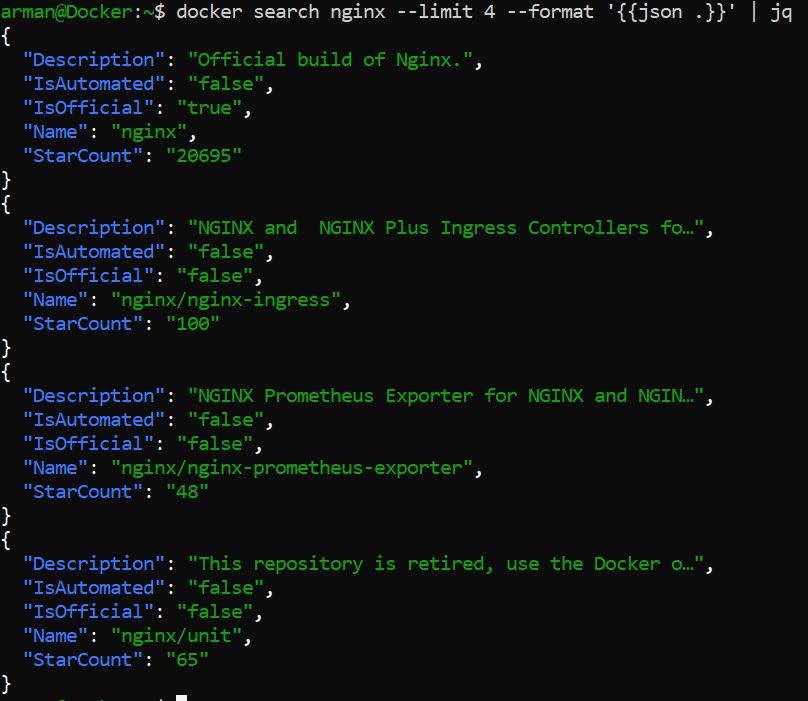 arman@Docker:~$ docker search nginx --limit 4 --format '{{json .}}' | jq
{
  "Description": "Official build of Nginx.",
  "IsAutomated": "false",
  "IsOfficial": "true",
  "Name": "nginx",
  "StarCount": "20695"
}
{
  "Description": "NGINX and  NGINX Plus Ingress Controllers fo…",
  "IsAutomated": "false",
  "IsOfficial": "false",
  "Name": "nginx/nginx-ingress",
  "StarCount": "100"
}
{
  "Description": "NGINX Prometheus Exporter for NGINX and NGIN…",
  "IsAutomated": "false",
  "IsOfficial": "false",
  "Name": "nginx/nginx-prometheus-exporter",
  "StarCount": "48"
}
{
  "Description": "This repository is retired, use the Docker o…",
  "IsAutomated": "false",
  "IsOfficial": "false",
  "Name": "nginx/unit",
  "StarCount": "65"
}